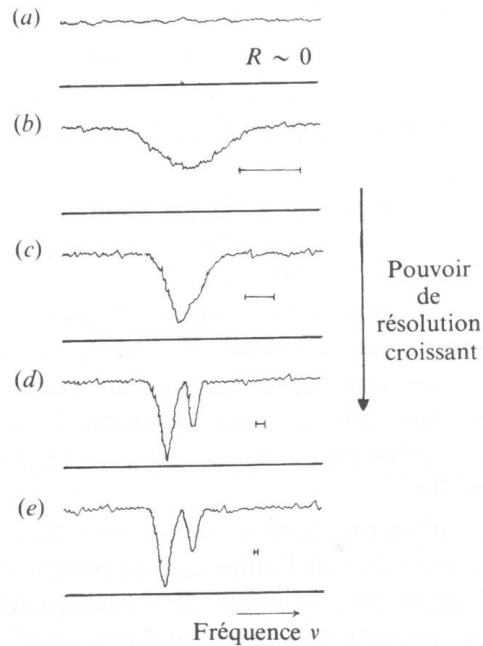 (a)
R ~ 0
(b)
(c)
Pouvoir
de
résolution
croissant
(d)
(e)
Fréquence ν